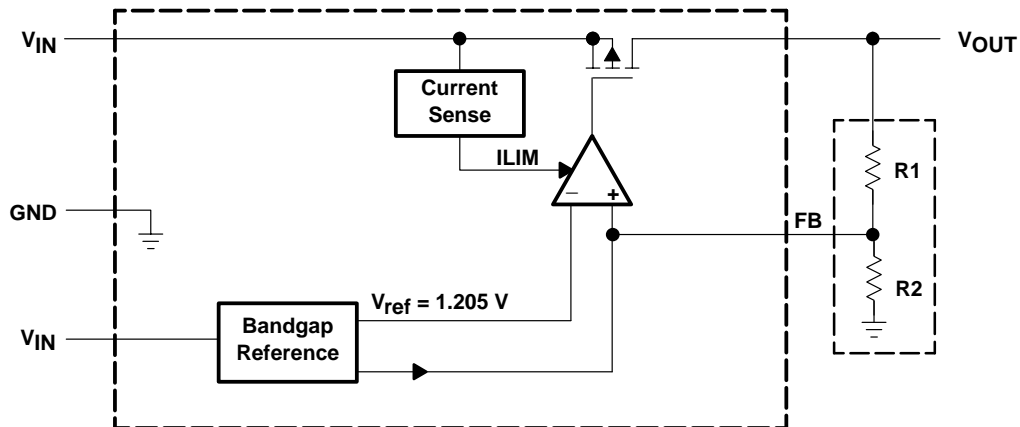 VIN
VOUT
Current
Sense
ILIM
R1
− +
GND
FB
Vref = 1.205 V
R2
VIN
Bandgap
Reference